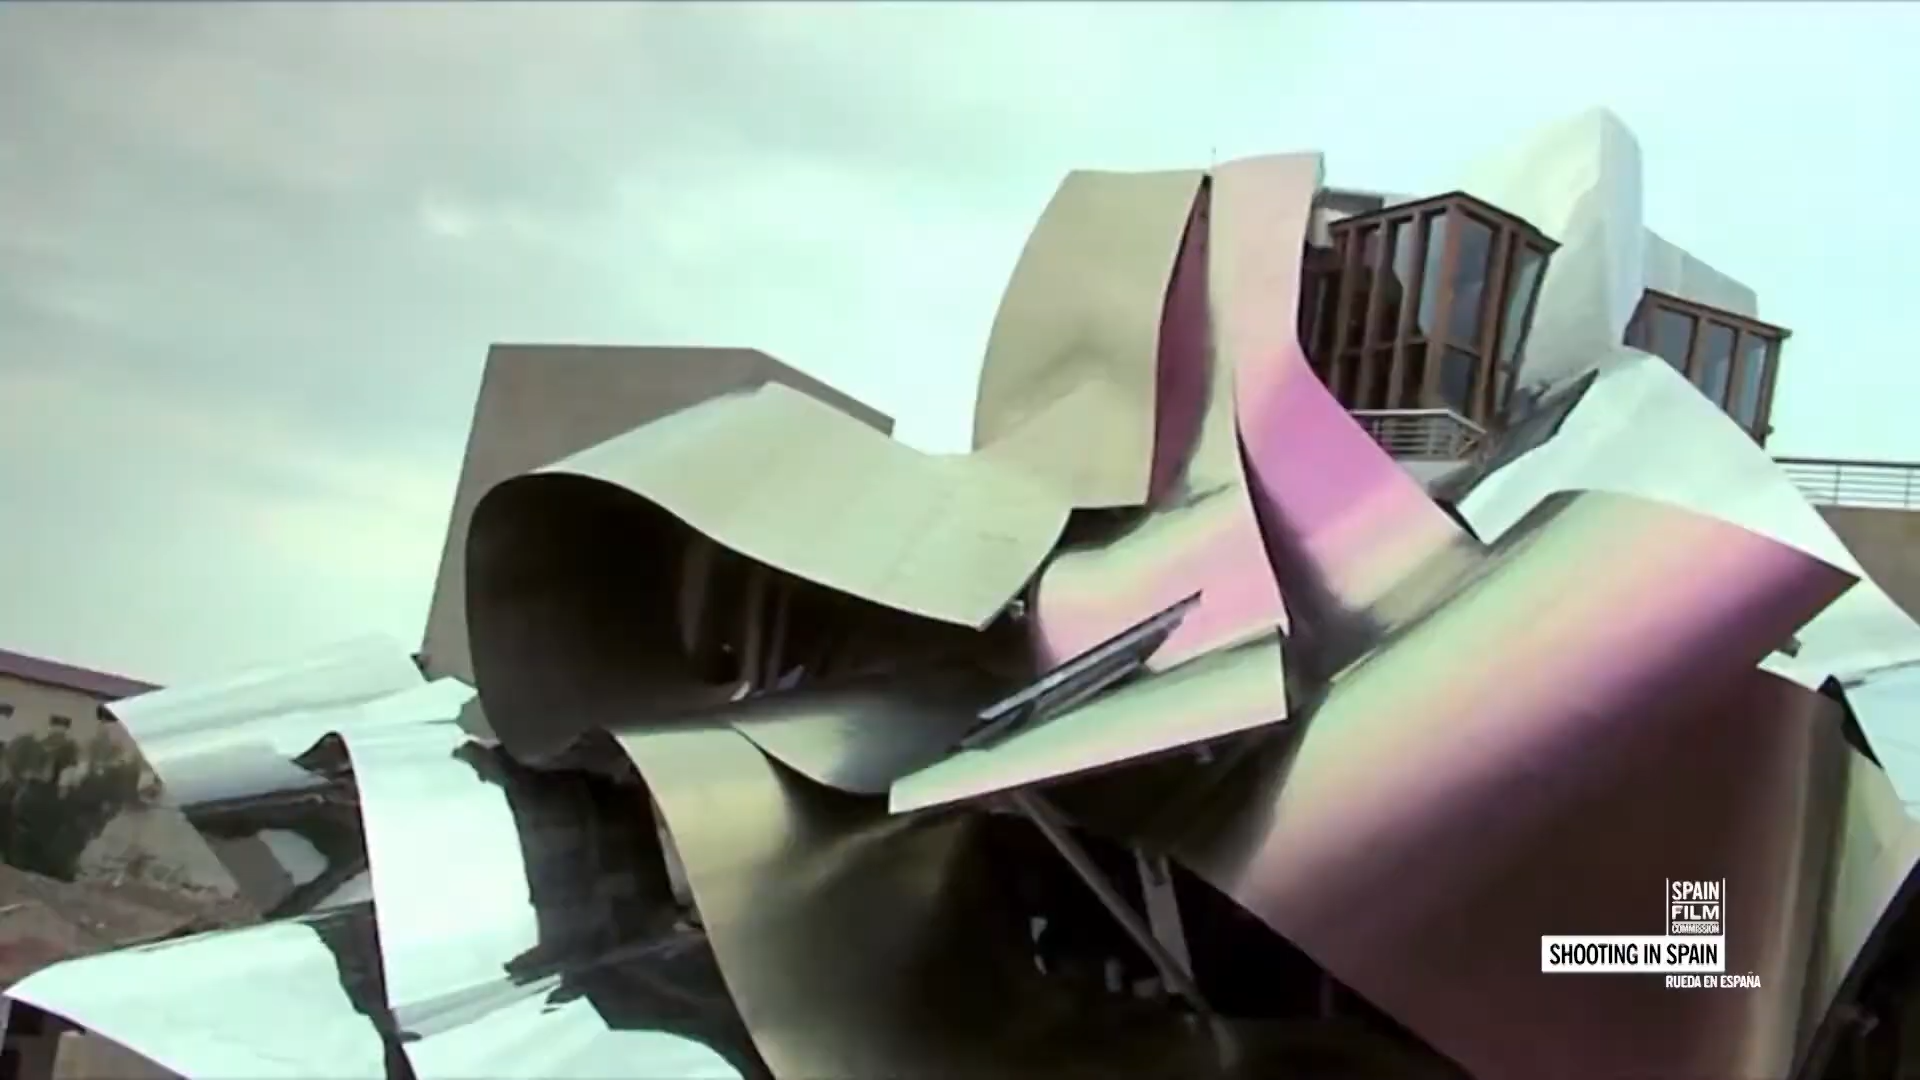 SPAIN
FILM
COMMISSION
SHOOTING IN SPAIN
RUEDA EN ESPAÑA